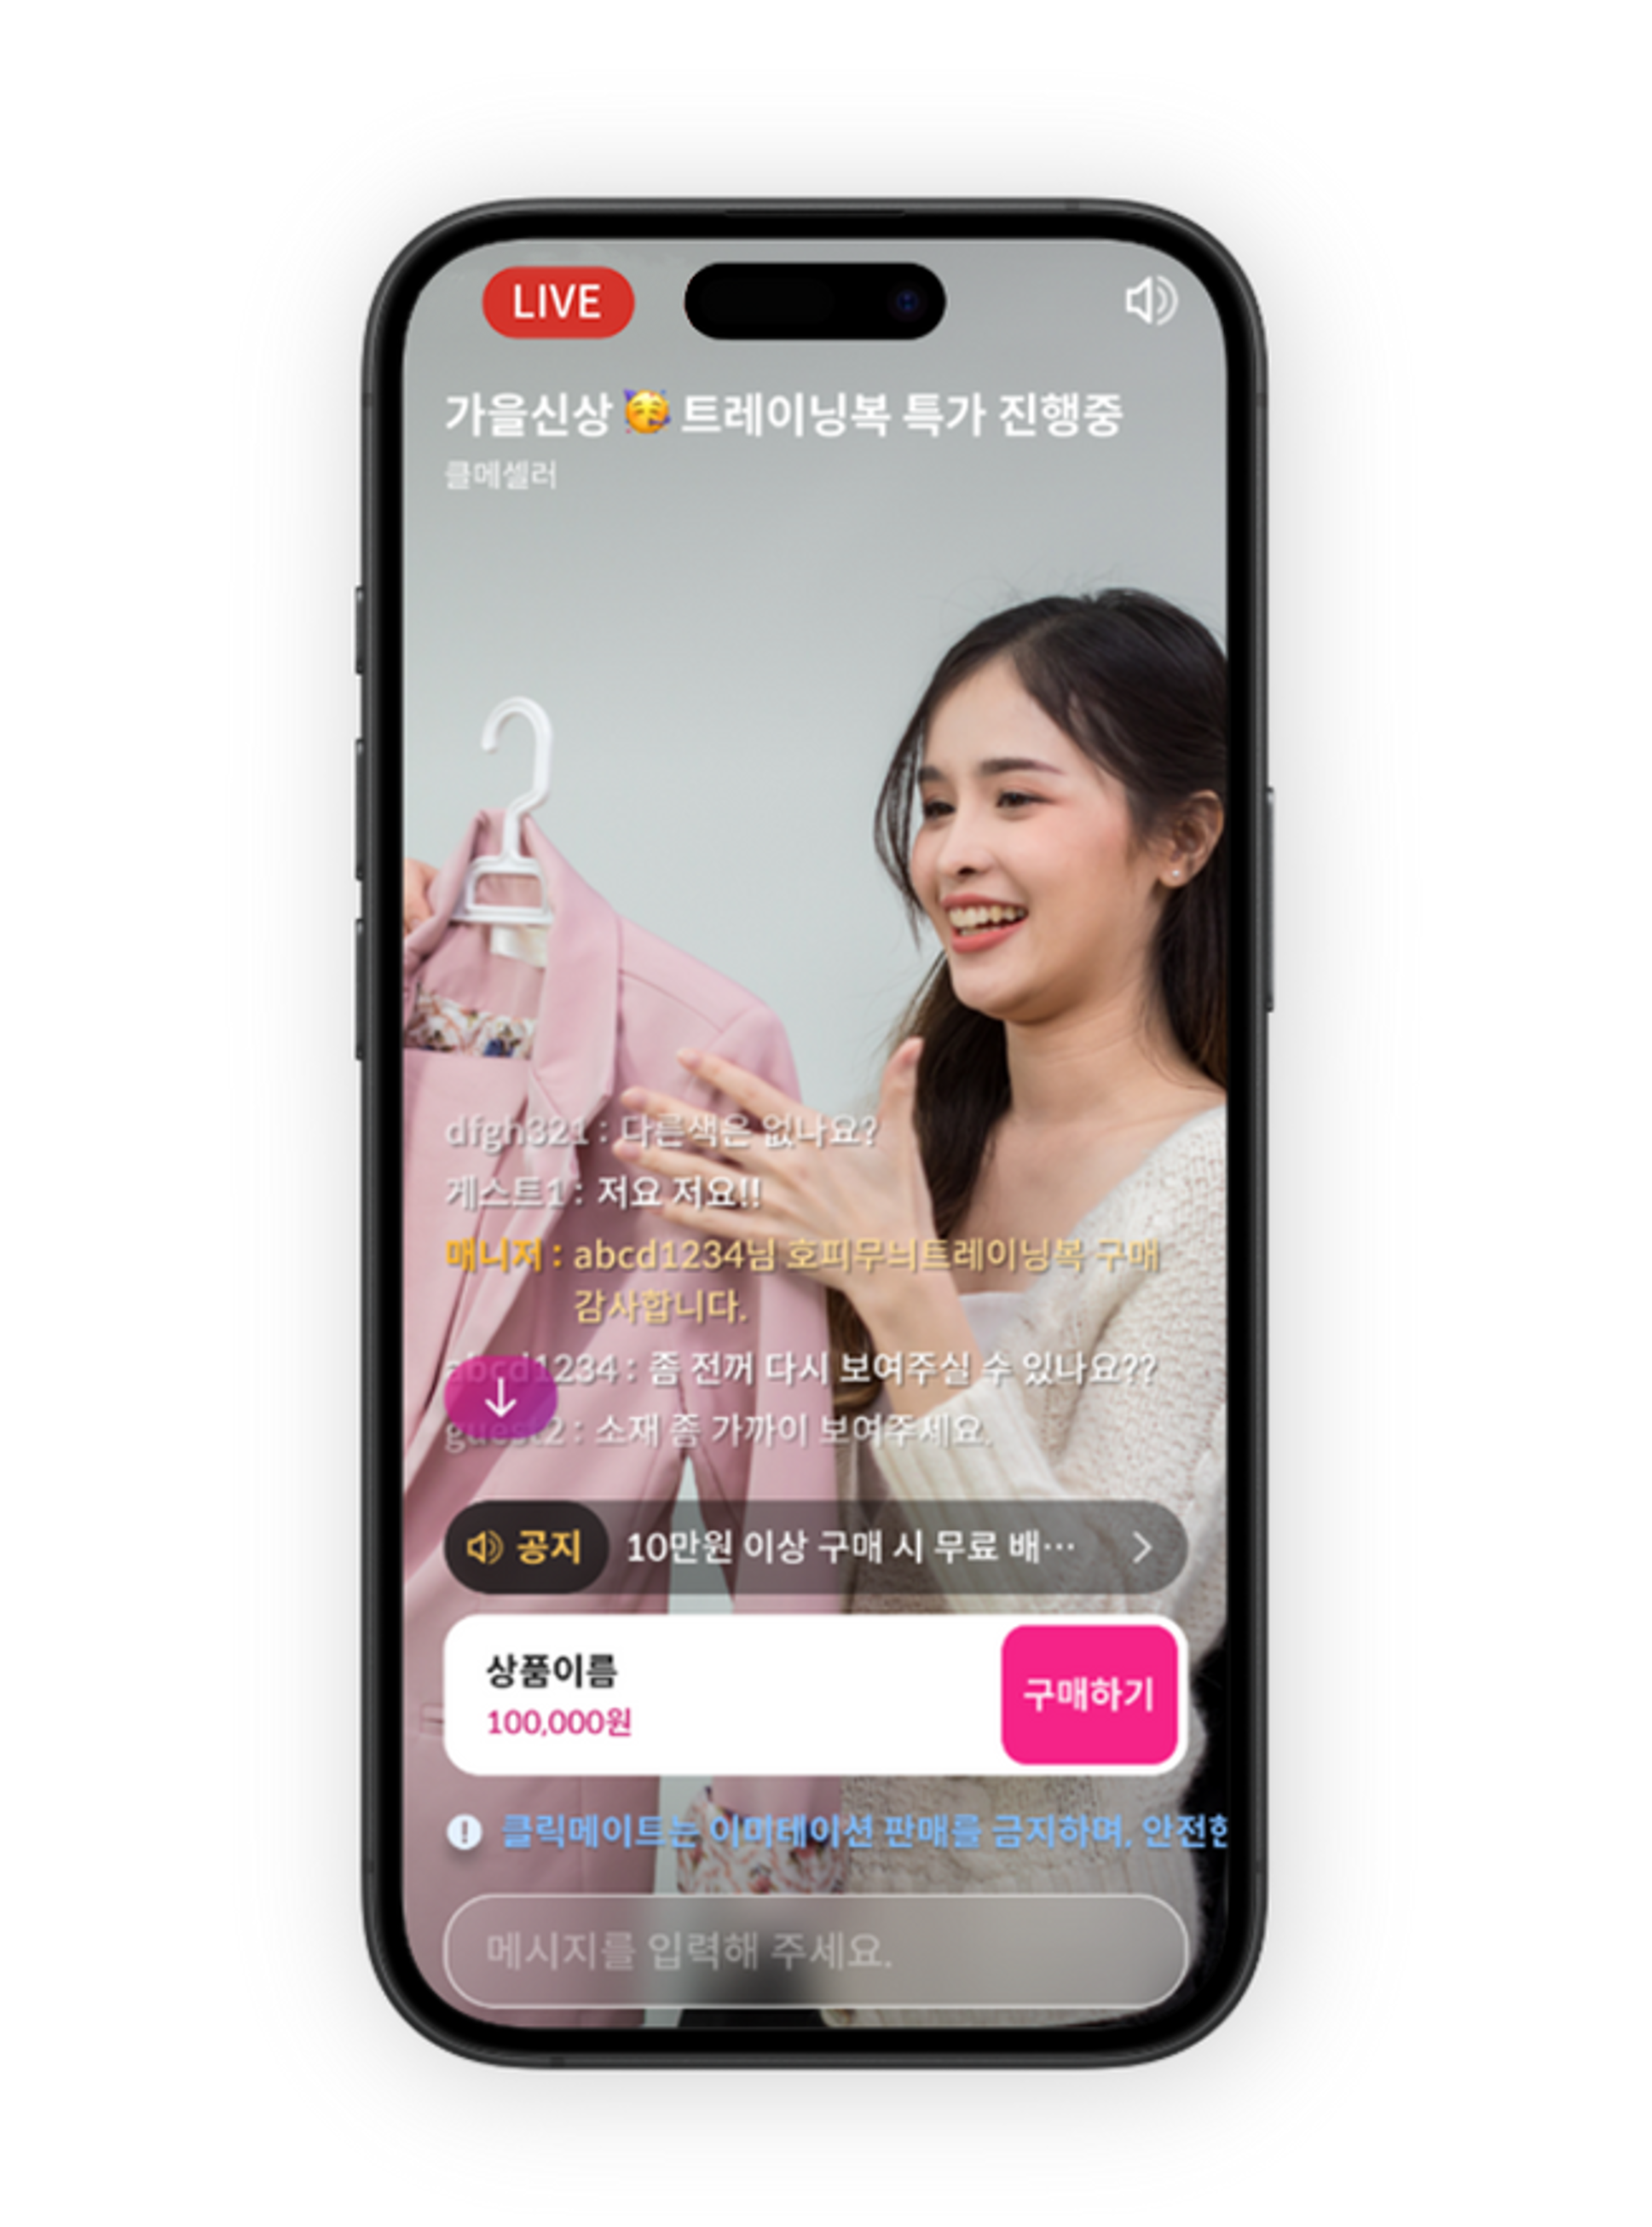 LIVE
가을신상 🥳 트레이닝복 특가 진행중
클메셀러
dfgh321 : 다른색은 없나요?
게스트1 : 저요 저요!!
매니저 : abcd1234님 호피무늬트레이닝복 구매
감사합니다.
abcd1234 : 좀 전꺼 다시 보여주실 수 있나요??
guest2 : 소재 좀 가까이 보여주세요.
공지 10만원 이상 구매 시 무료 배…
상품이름
100,000원
구매하기
클릭메이트는 이미테이션 판매를 금지하며, 안전한
메시지를 입력해 주세요.